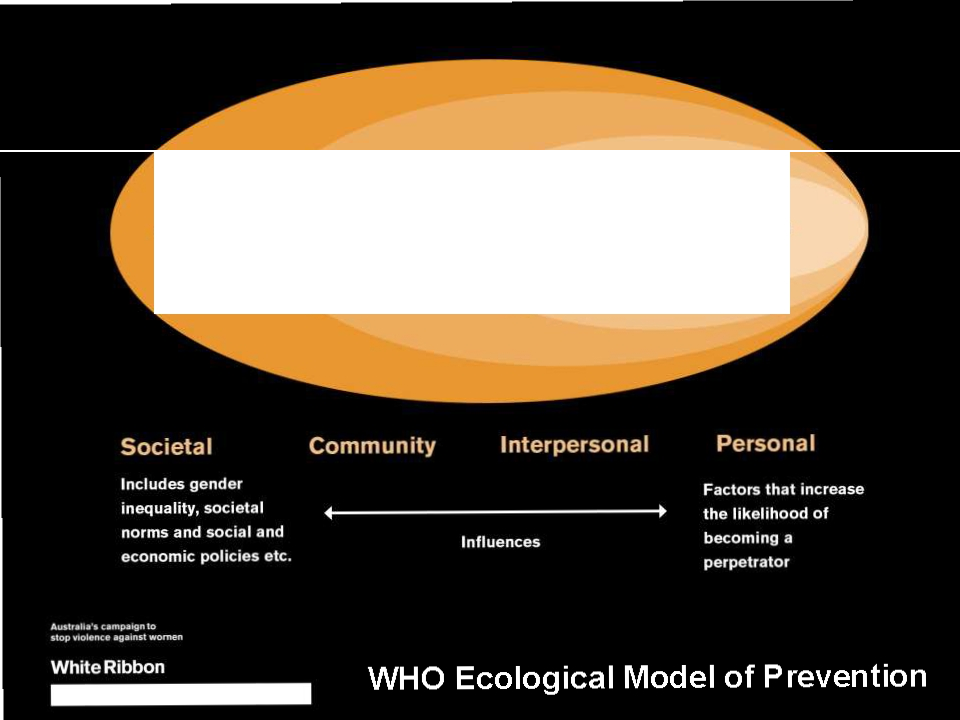 Societal
Community
Interpersonal
Personal
Includes gender
inequality, societal
norms and social and
economic policies etc.
Influences
Factors that increase
the likelihood of
becoming a
perpetrator
Australia's campaign to
stop violence against women
White Ribbon
WHO Ecological Model of Prevention